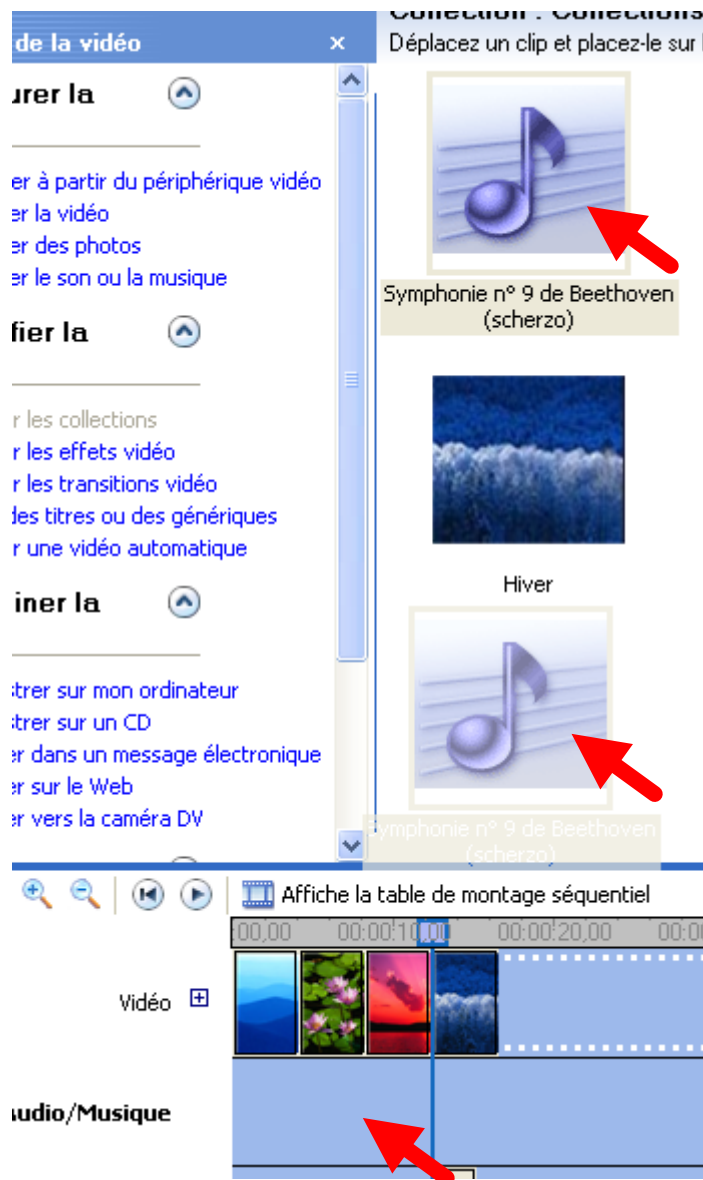 de la vidéo
Collection : Collections
Déplacez un clip et placez-le sur
urer la
er à partir du périphérique vidéo
er la vidéo
er des photos
er le son ou la musique
fier la
r les collections
r les effets vidéo
r les transitions vidéo
des titres ou des génériques
r une vidéo automatique
iner la
strer sur mon ordinateur
strer sur un CD
er dans un message électronique
er sur le Web
er vers la caméra DV
Symphonie n° 9 de Beethoven
(scherzo)
Hiver
Symphonie n° 9 de Beethoven
(scherzo)
Affiche la table de montage séquentiel
:00,00 00:00:10,00 00:00:20,00 00:0
Vidéo
udio/Musique